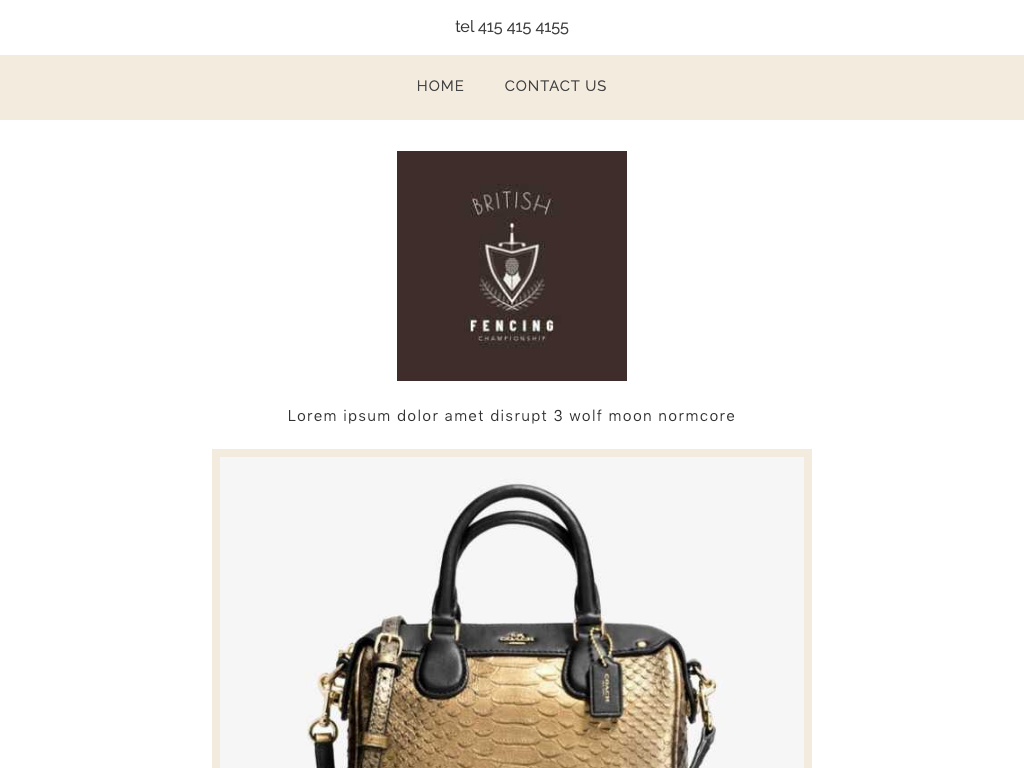 tel 415 415 4155
HOME CONTACT US
BRITISH
FENCING
CHAMPIONSHIP
Lorem ipsum dolor amet disrupt 3 wolf moon normcore
COACH
COACH